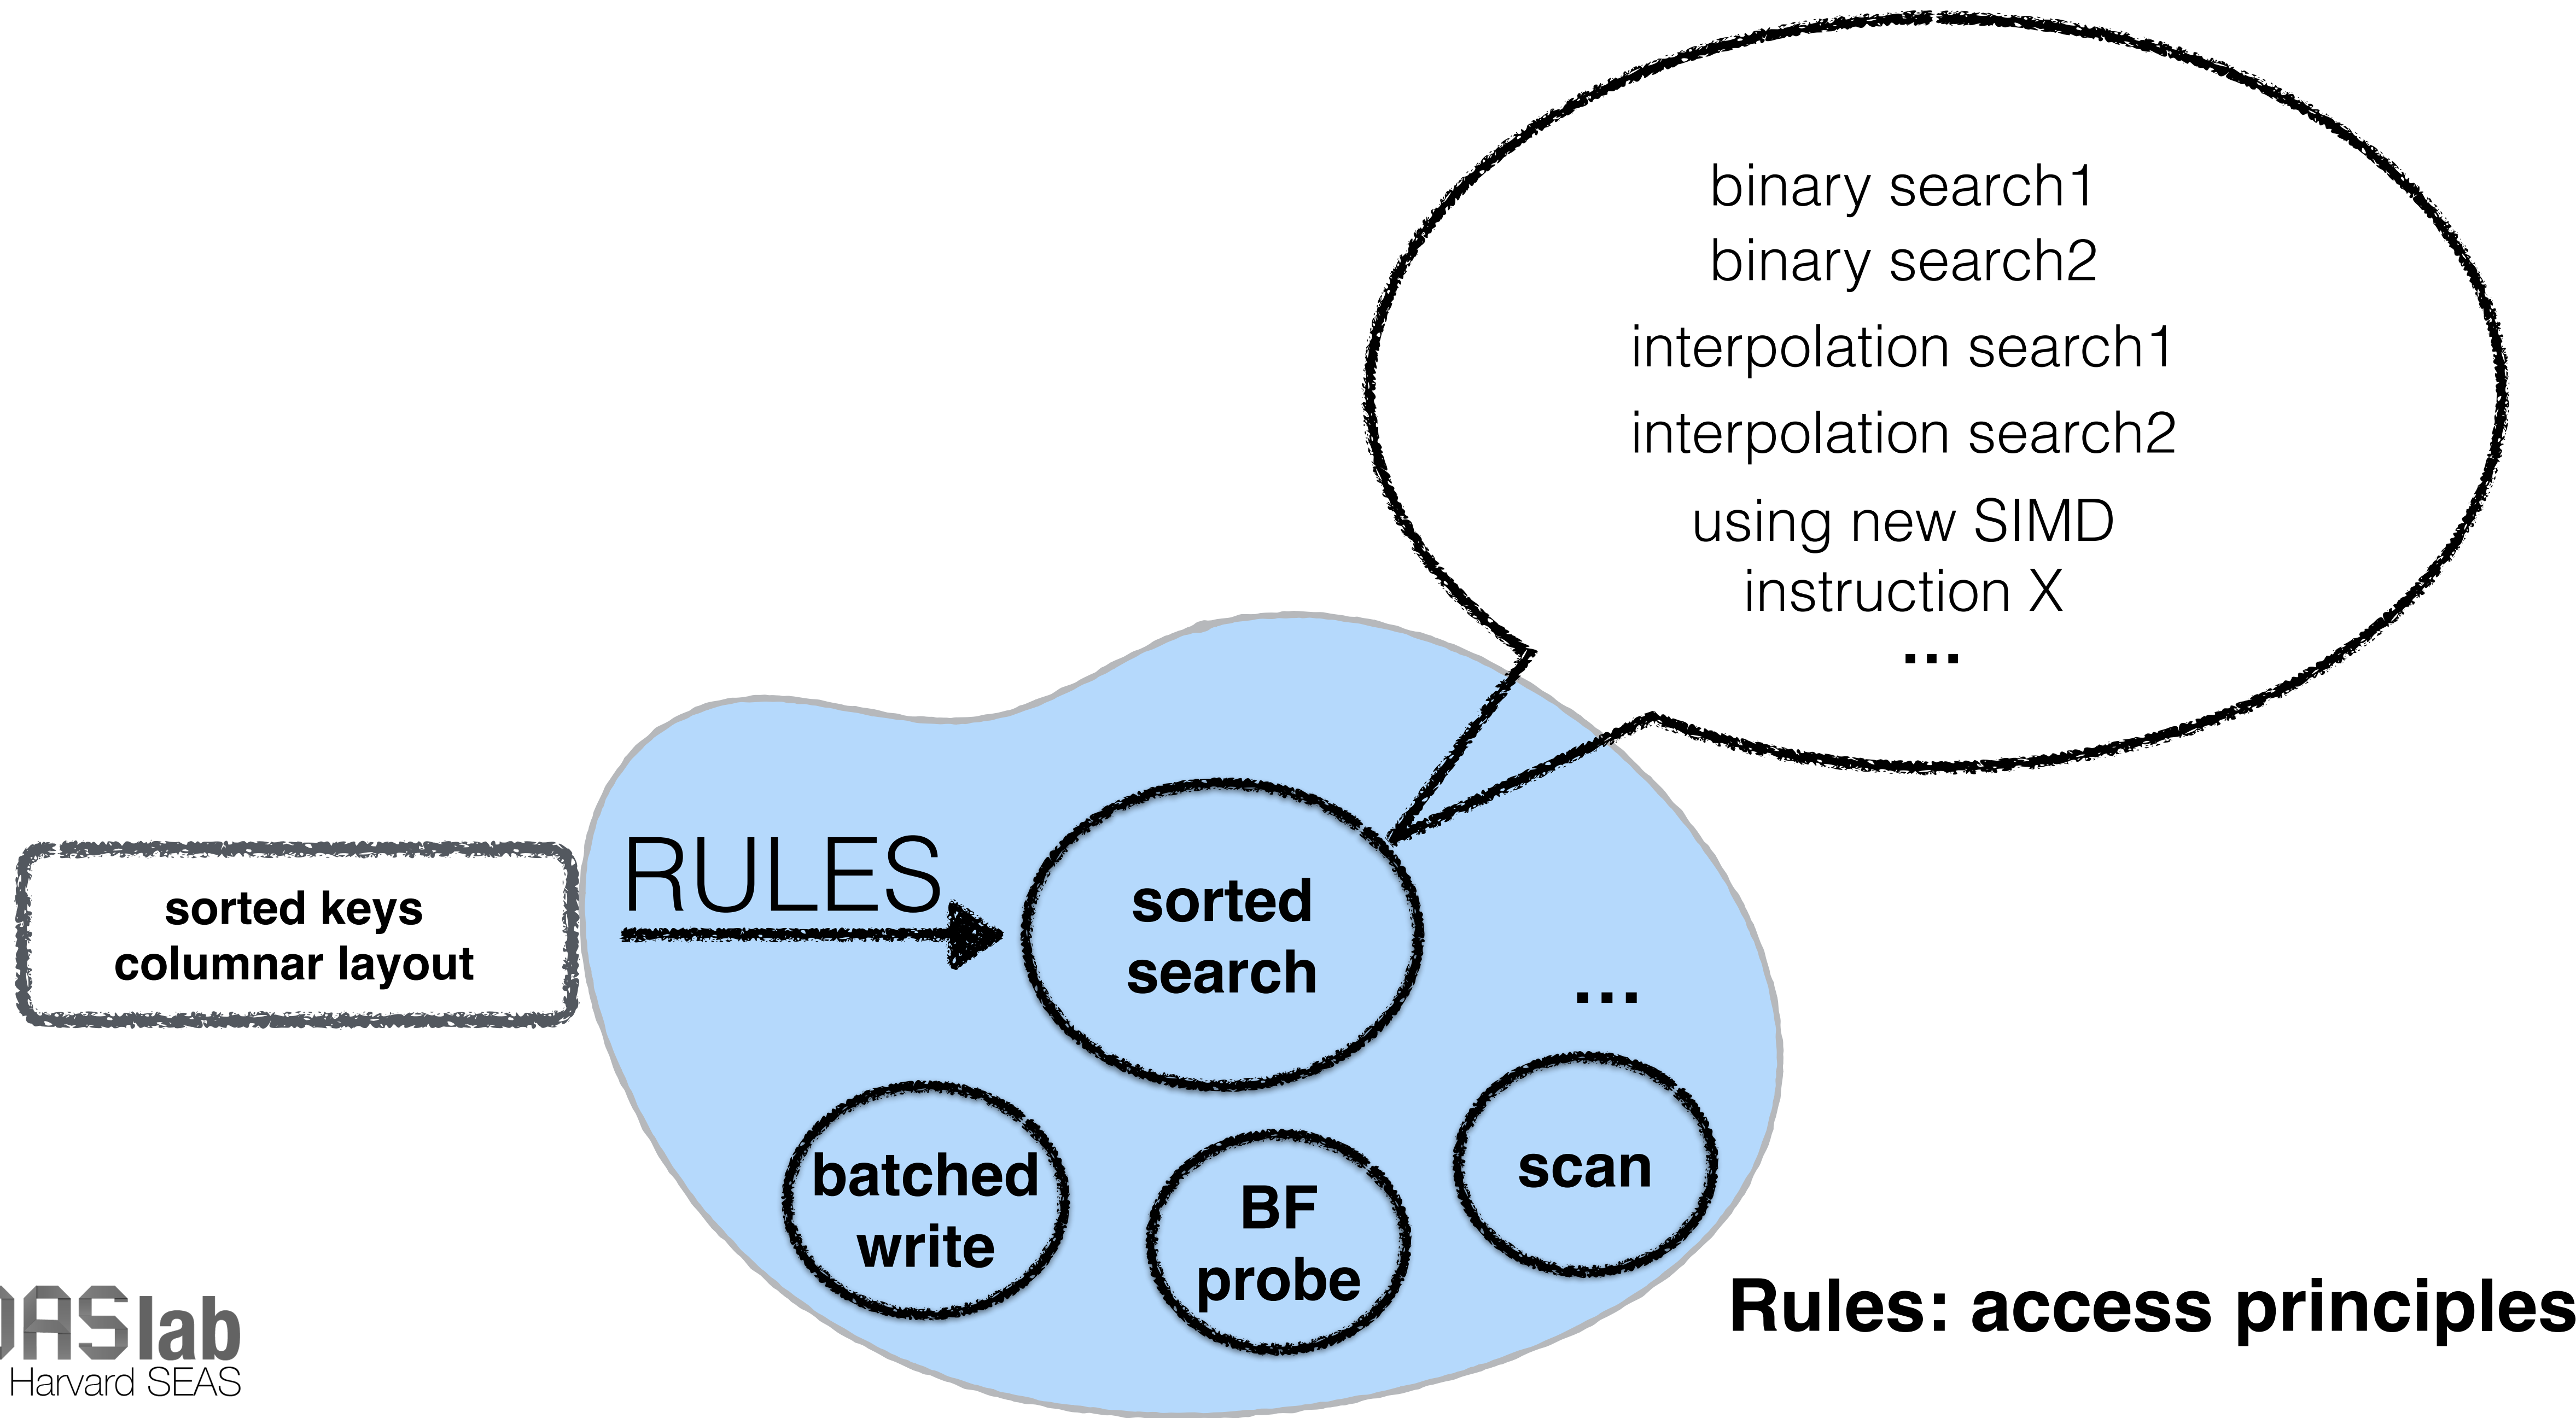 binary search1
binary search2
interpolation search1
interpolation search2
using new SIMD
instruction X
...
RULES
sorted keys
columnar layout
sorted
search
...
batched
write
BF
probe
scan
Rules: access principles
DASlab
Harvard SEAS